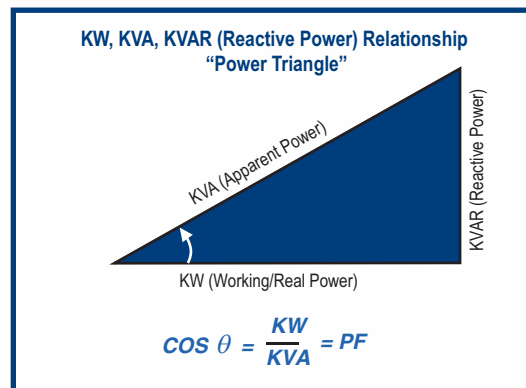 KW, KVA, KVAR (Reactive Power) Relationship
“Power Triangle”
KVA (Apparent Power)
KVAR (Reactive Power)
KW (Working/Real Power)
COS θ = KW / KVA = PF